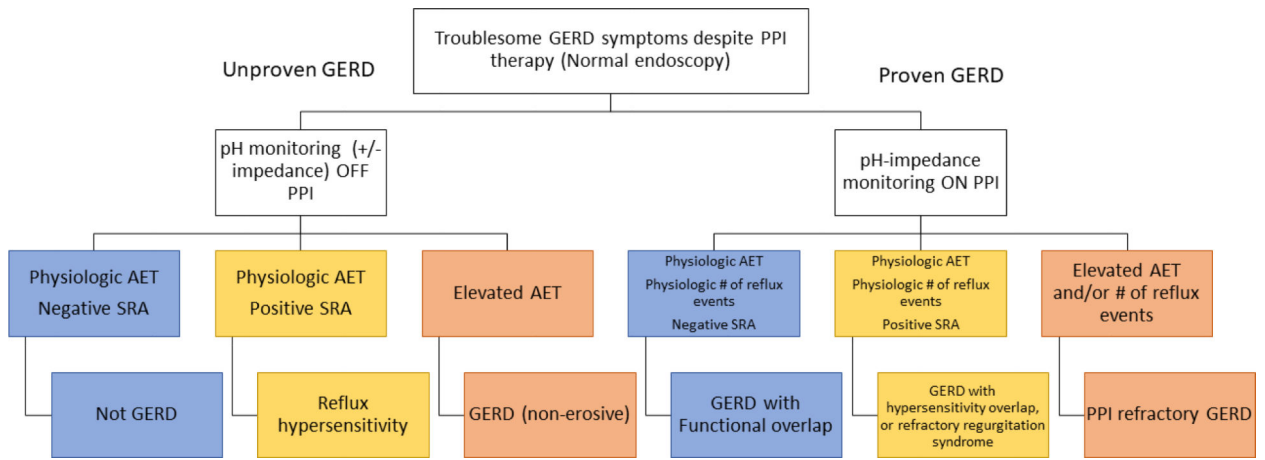 Troublesome GERD symptoms despite PPI
therapy (Normal endoscopy)
Unproven GERD
Proven GERD
pH monitoring (+/-
impedance) OFF
PPI
pH-impedance
monitoring ON PPI
Physiologic AET
Negative SRA
Physiologic AET
Positive SRA
Elevated AET
Physiologic AET
Physiologic # of reflux
events
Negative SRA
Physiologic AET
Physiologic # of reflux
events
Positive SRA
Elevated AET
and/or # of reflux
events
Not GERD
Reflux
hypersensitivity
GERD (non-erosive)
GERD with
Functional overlap
GERD with
hypersensitivity overlap,
or refractory regurgitation
syndrome
PPI refractory GERD